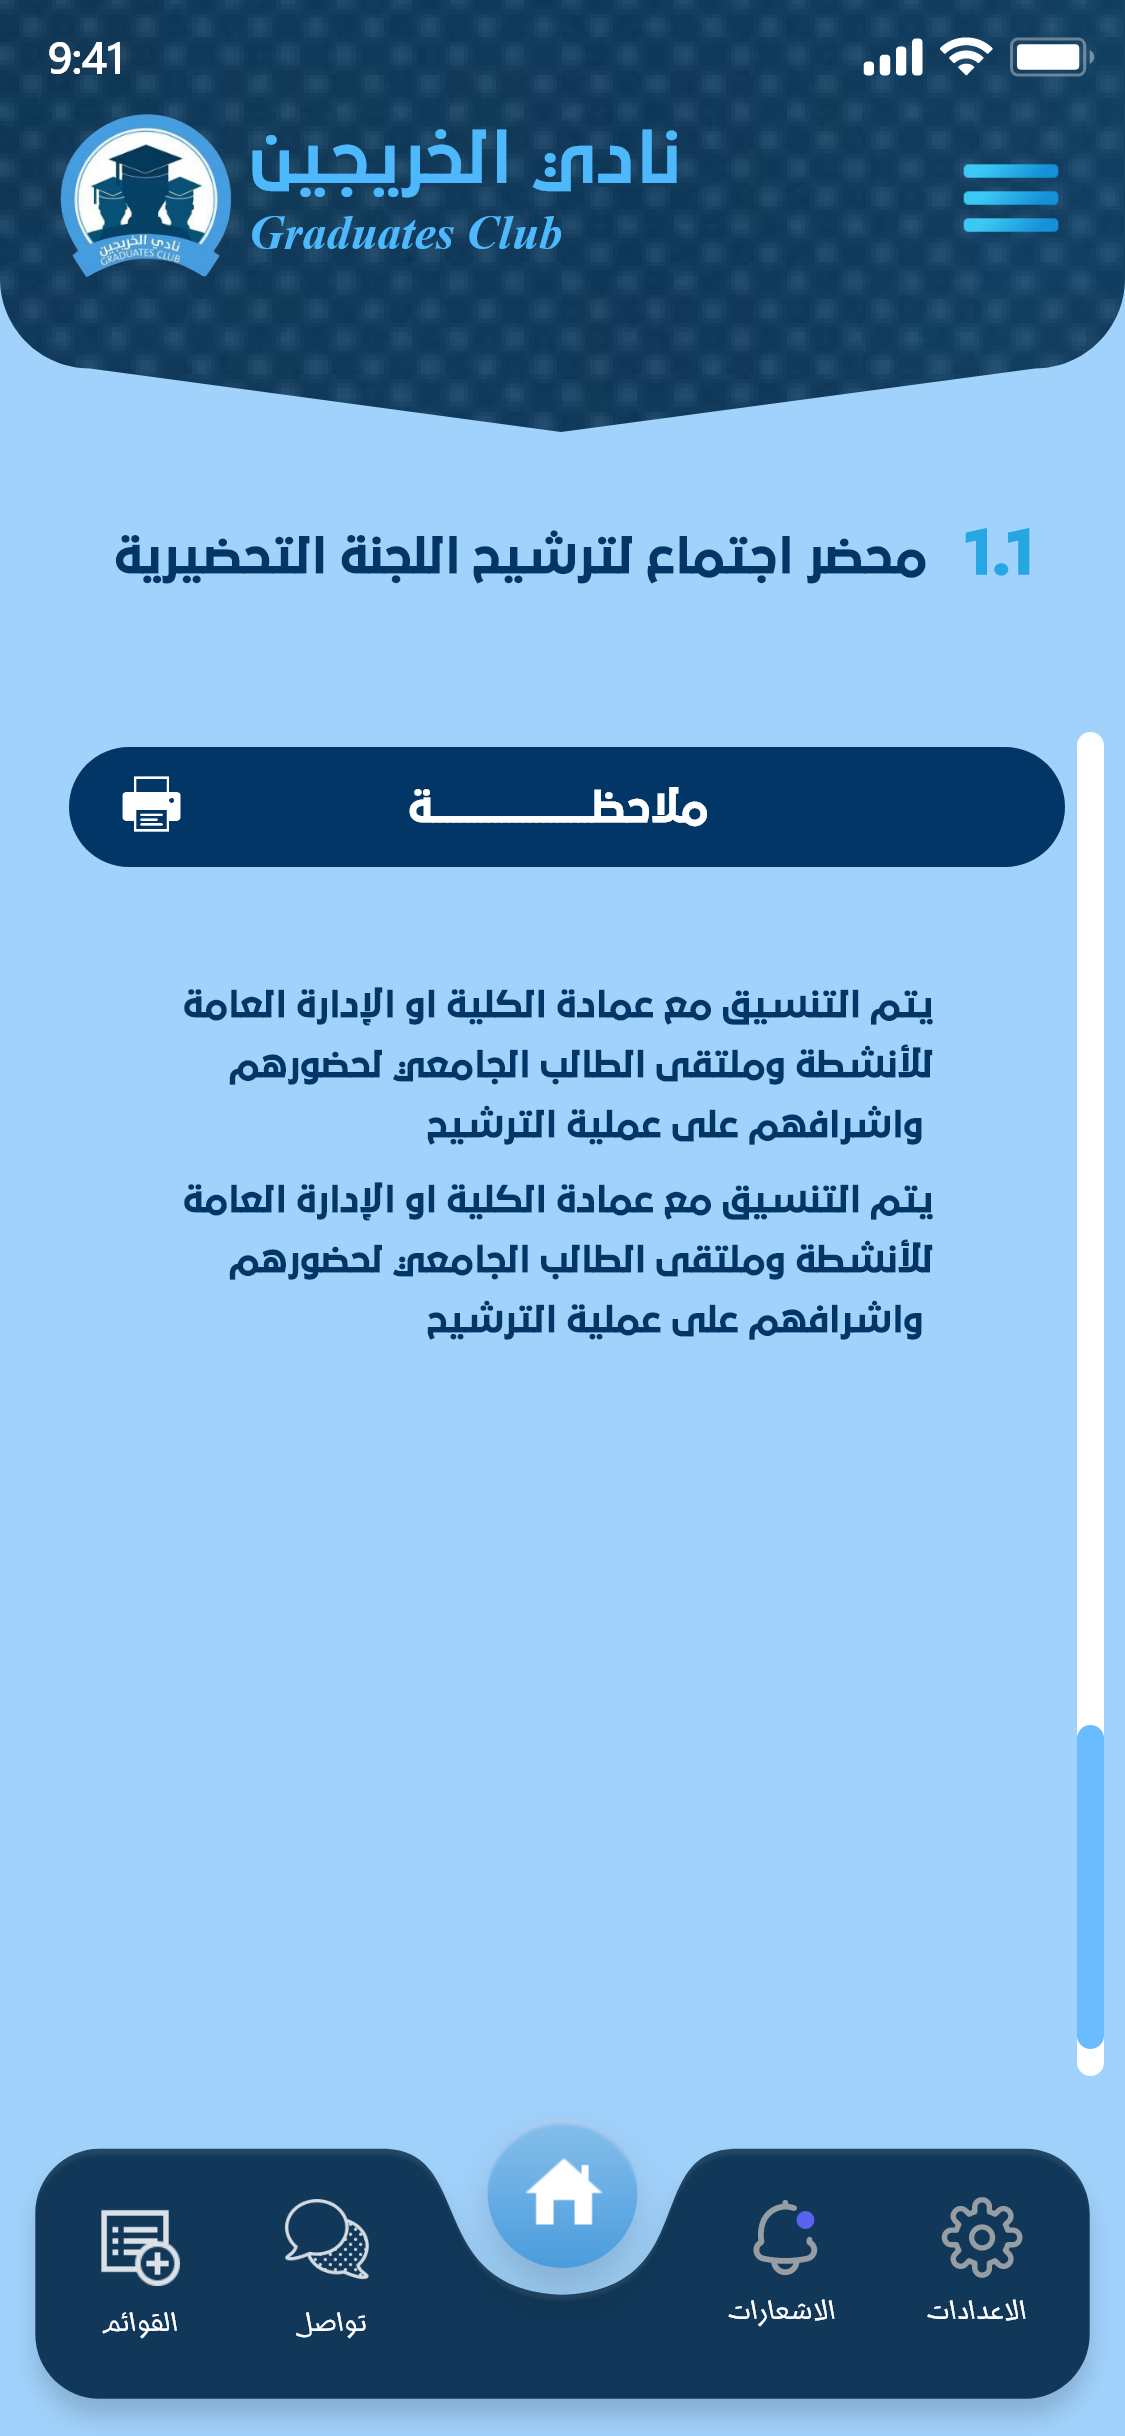 9:41
نادي الخريجين
Graduates Club
نادي الخريجين
GRADUATES CLUB
1.1 محضر اجتماع لترشيح اللجنة التحضيرية
ملاحظـــــــــــــة
يتم التنسيق مع عمادة الكلية او الإدارة العامة
للأنشطة وملتقى الطالب الجامعي لحضورهم
واشرافهم على عملية الترشيح
يتم التنسيق مع عمادة الكلية او الإدارة العامة
للأنشطة وملتقى الطالب الجامعي لحضورهم
واشرافهم على عملية الترشيح
الاعدادات
الاشعارات
تواصل
القوائم